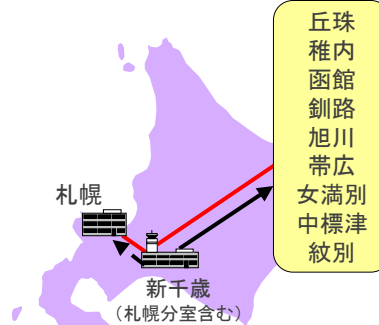 丘珠
稚内
函館
釧路
旭川
帯広
女満別
中標津
紋別
札幌
新千歳
（札幌分室含む）